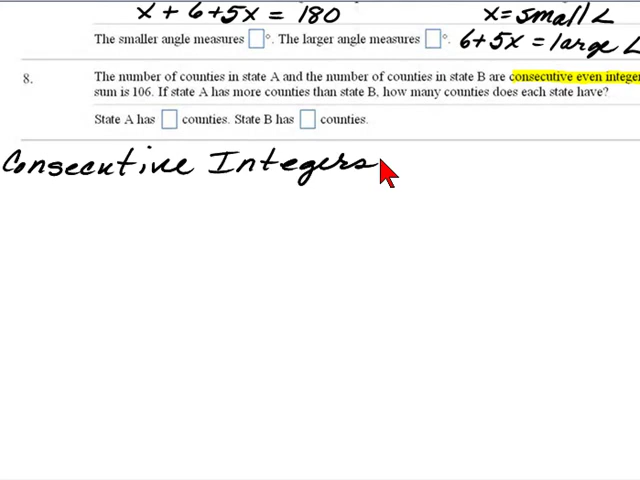 x + 6 + 5x = 180
x = small ∠
The smaller angle measures °. The larger angle measures °.
6 + 5x = large ∠
8. The number of counties in state A and the number of counties in state B are consecutive even integer
sum is 106. If state A has more counties than state B, how many counties does each state have?
State A has counties. State B has counties.
Consecutive Integers